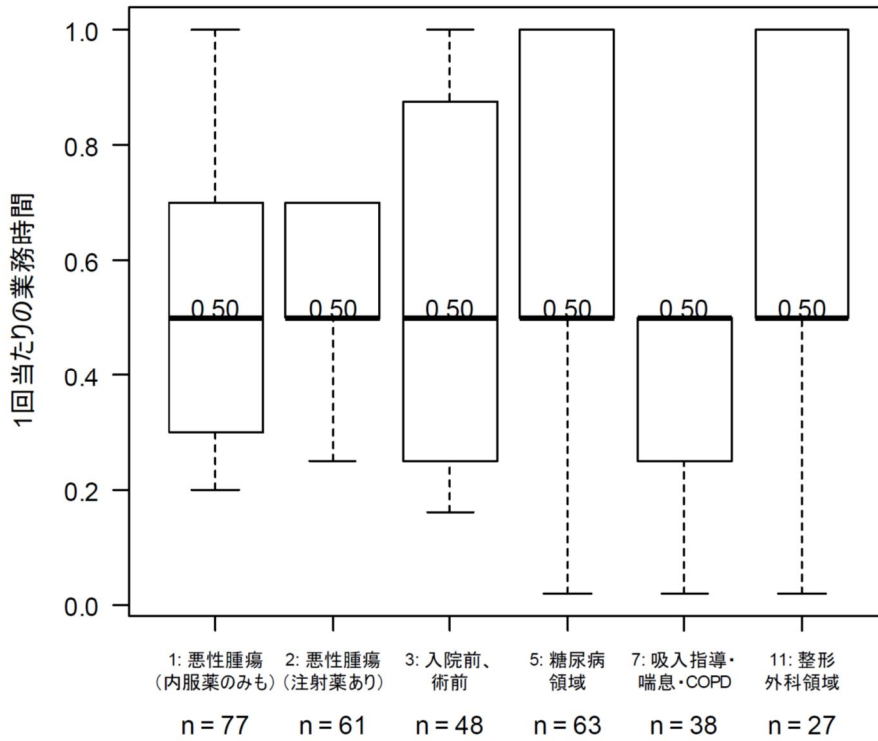 1回当たりの業務時間
1.0
0.8
0.6
0.4
0.2
0.0
0.50 0.50 0.50 0.50 0.50 0.50
1: 悪性腫瘍 2: 悪性腫瘍 3: 入院前、 5: 糖尿病 7: 吸入指導・ 11: 整形
（内服薬のみも） （注射薬あり） 術前 領域 喘息・COPD 外科領域
n = 77 n = 61 n = 48 n = 63 n = 38 n = 27